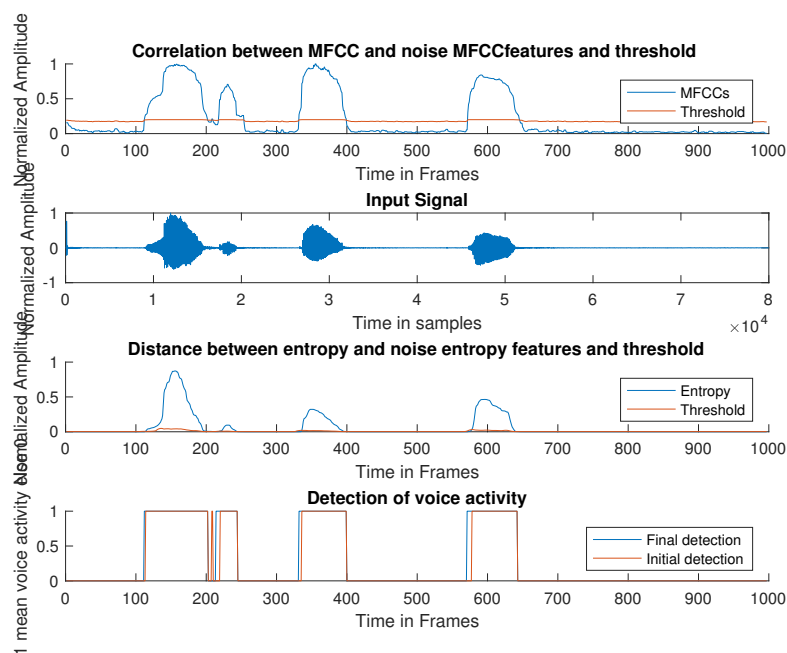 Correlation between MFCC and noise MFCCfeatures and threshold
Normalized Amplitude
1
0.5
0
MFCCs
Threshold
0 100 200 300 400 500 600 700 800 900 1000
Time in Frames
Input Signal
Normalized Amplitude
1
0
-1
0 1 2 3 4 5 6 7 8
Time in samples
×10 4
Distance between entropy and noise entropy features and threshold
Normalized Amplitude
1
0.5
0
Entropy
Threshold
0 100 200 300 400 500 600 700 800 900 1000
Time in Frames
Detection of voice activity
1 mean voice activity else 0
1
0.5
0
Final detection
Initial detection
0 100 200 300 400 500 600 700 800 900 1000
Time in Frames